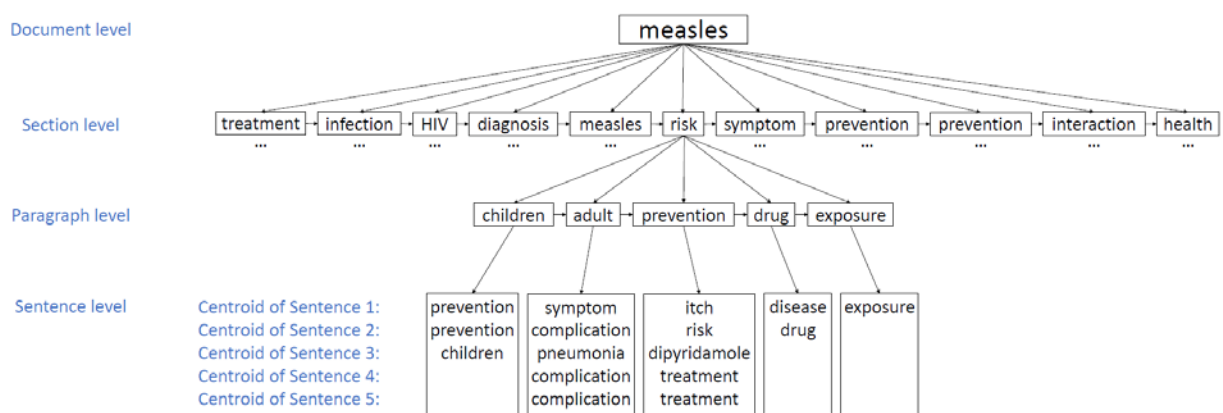 Document level measles
Section level treatment infection HIV diagnosis measles risk symptom prevention prevention interaction health
... ... ... ... ... ... ... ... ... ...
Paragraph level children adult prevention drug exposure
Sentence level Centroid of Sentence 1: prevention symptom itch disease exposure
Centroid of Sentence 2: prevention complication risk drug
Centroid of Sentence 3: children pneumonia dipyridamole
Centroid of Sentence 4: complication treatment
Centroid of Sentence 5: complication treatment